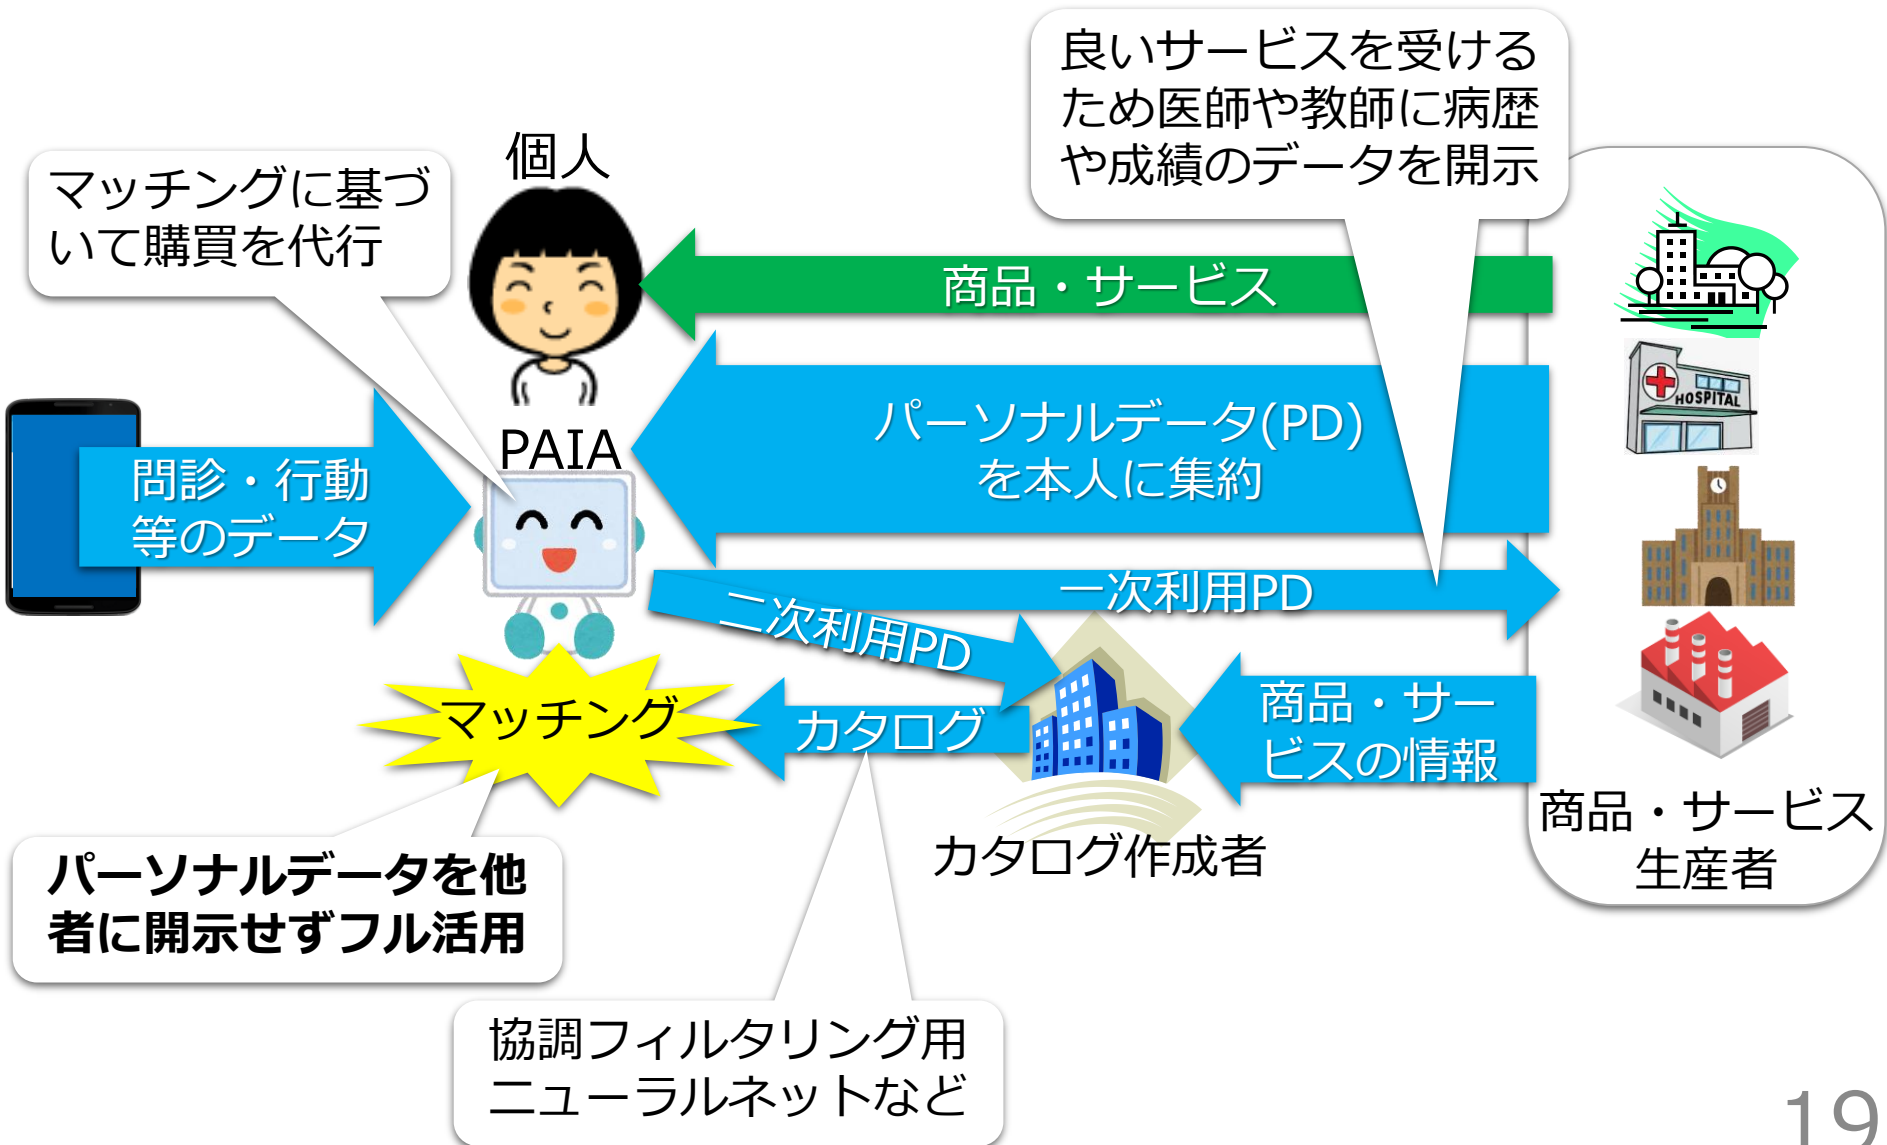 良いサービスを受ける
ため医師や教師に病歴
や成績のデータを開示
個人
マッチングに基づ
いて購買を代行
商品・サービス
HOSPITAL
パーソナルデータ(PD)
を本人に集約
PAIA
問診・行動
等のデータ
一次利用PD
二次利用PD
マッチング
カタログ
商品・サー
ビスの情報
カタログ作成者
商品・サービス
生産者
パーソナルデータを他
者に開示せずフル活用
協調フィルタリング用
ニューラルネットなど
19